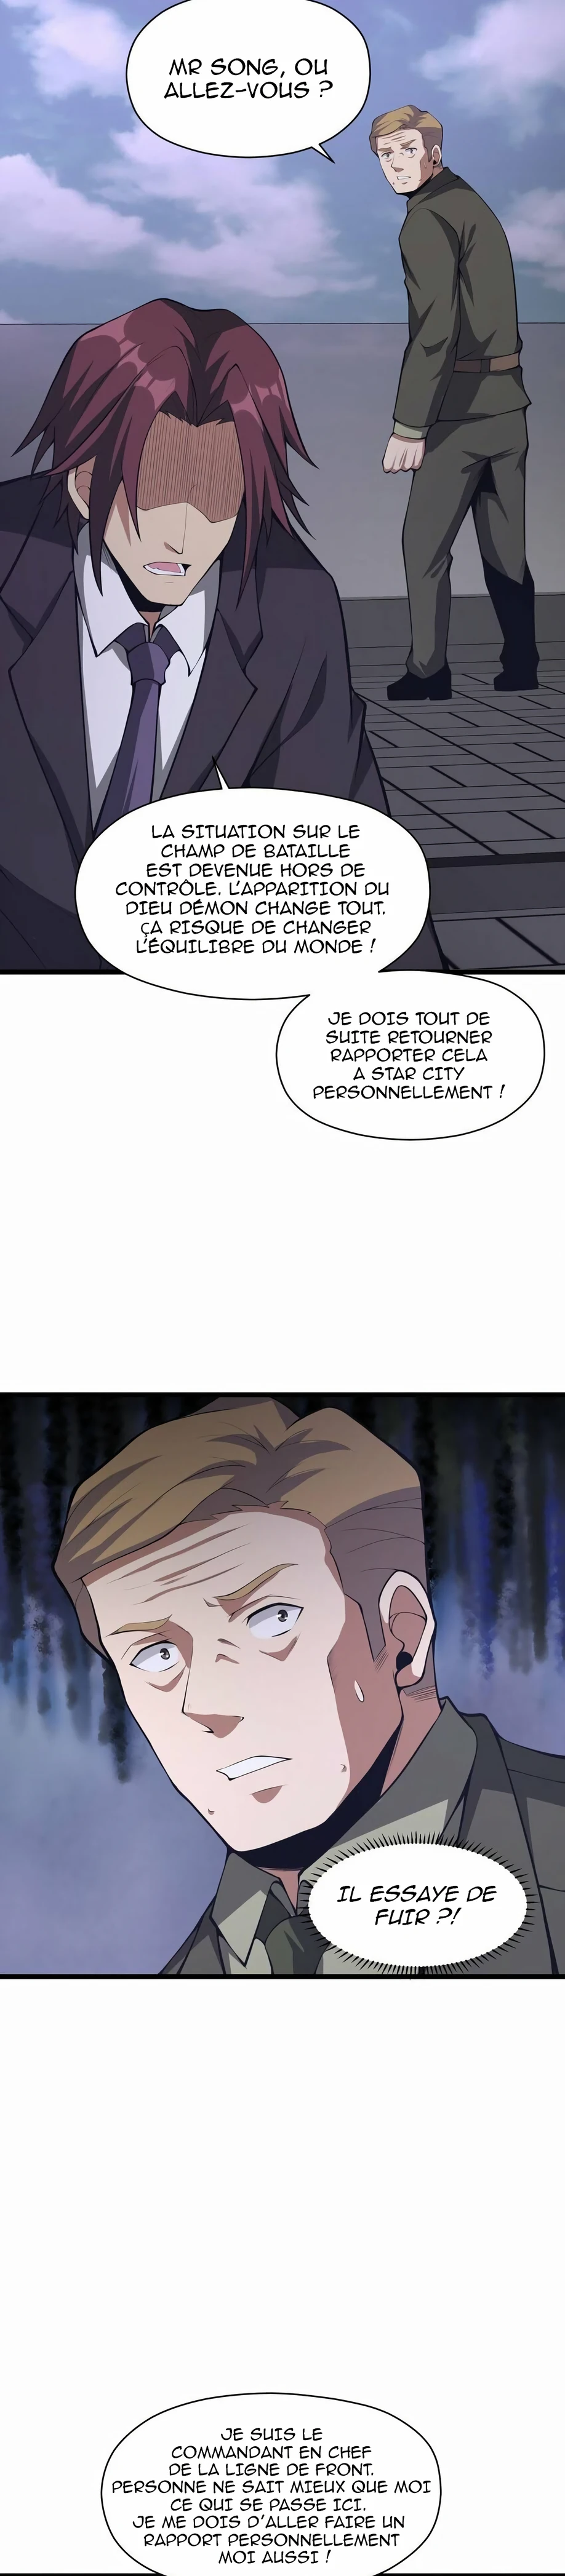 MR SONG, OU
ALLEZ-VOUS ?
LA SITUATION SUR LE
CHAMP DE BATAILLE
EST DEVENUE HORS DE
CONTRÔLE. L'APPARITION DU
DIEU DÉMON CHANGE TOUT.
ÇA RISQUE DE CHANGER
L'ÉQUILIBRE DU MONDE !
JE DOIS TOUT DE
SUITE RETOURNER
RAPPORTER CELA
A STAR CITY
PERSONNELLEMENT !
IL ESSAYE DE
FUIR ?!
JE SUIS LE
COMMANDANT EN CHEF
DE LA LIGNE DE FRONT.
PERSONNE NE SAIT MIEUX QUE MOI
CE QUI SE PASSE ICI.
JE ME DOIS D'ALLER FAIRE UN
RAPPORT PERSONNELLEMENT
MOI AUSSI !